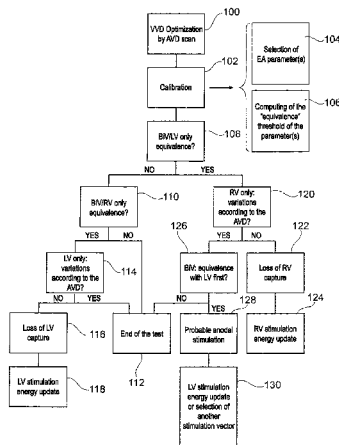 100
VVD Optimization
by AVD scan
102
Calibration
104
Selection of
EA parameter(s)
106
Computing of the
"equivalence"
threshold of the
parameter(s)
108
BIV/LV only
equivalence?
NO
YES
110
BIV/RV only
equivalence?
120
RV only:
variations
according to the
AVD?
YES
NO
YES
NO
114
LV only:
variations
according to the
AVD?
126
BIV: equivalence
with LV first?
122
Loss of RV
capture
NO
YES
NO
YES
128
116
Loss of LV
capture
End of the test
112
Probable anodal
stimulation
124
RV stimulation
energy update
118
LV stimulation
energy update
130
LV stimulation
energy update
or selection of
another
stimulation vector